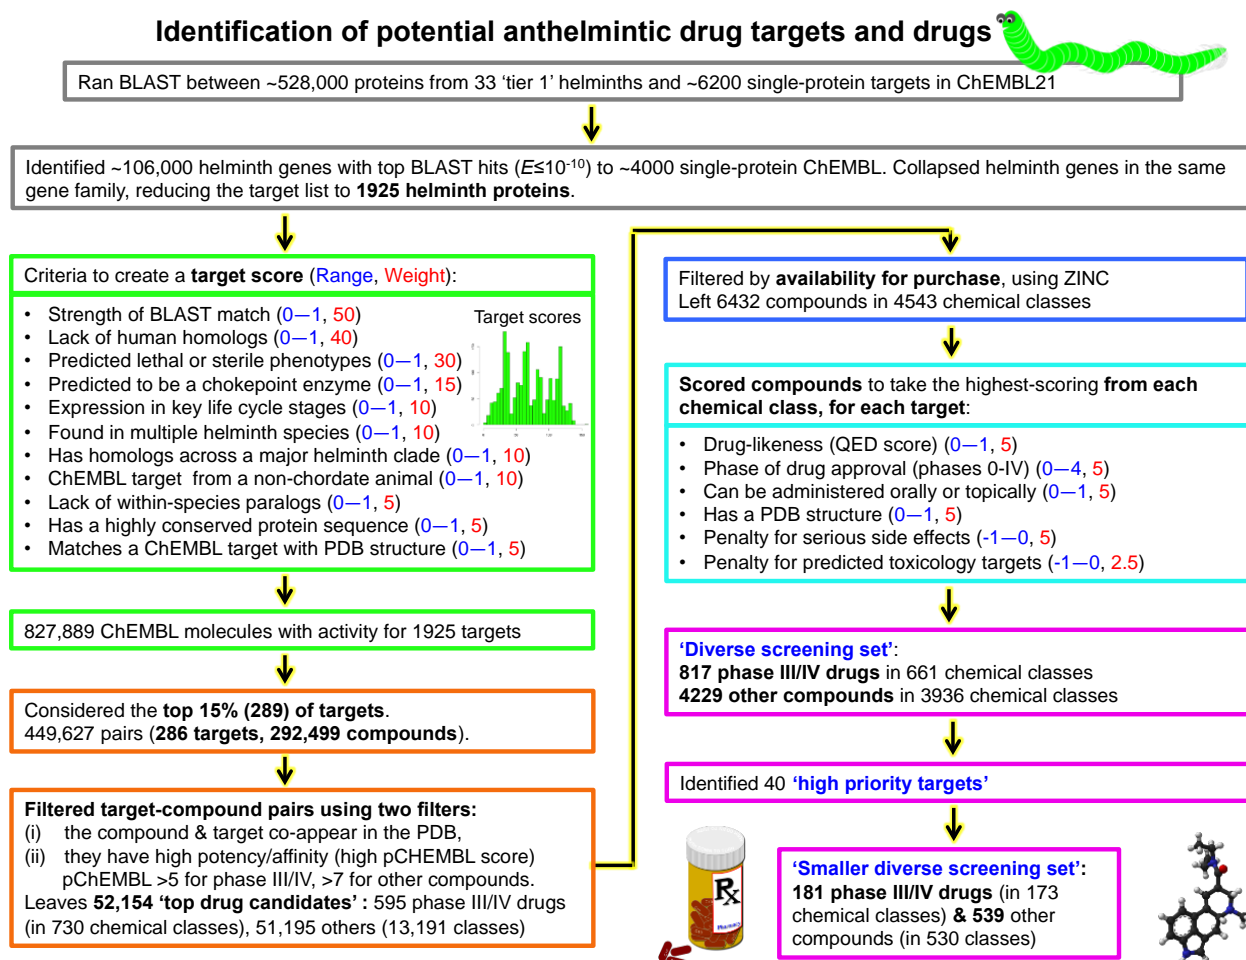 Identification of potential anthelmintic drug targets and drugs
Ran BLAST between ~528,000 proteins from 33 ‘tier 1’ helminths and ~6200 single-protein targets in ChEMBL21
Identified ~106,000 helminth genes with top BLAST hits (E≤10⁻¹⁰) to ~4000 single-protein ChEMBL. Collapsed helminth genes in the same
gene family, reducing the target list to 1925 helminth proteins.
Criteria to create a target score (Range, Weight):
• Strength of BLAST match (0—1, 50)
• Lack of human homologs (0—1, 40)
• Predicted lethal or sterile phenotypes (0—1, 30)
• Predicted to be a chokepoint enzyme (0—1, 15)
• Expression in key life cycle stages (0—1, 10)
• Found in multiple helminth species (0—1, 10)
• Has homologs across a major helminth clade (0—1, 10)
• ChEMBL target from a non-chordate animal (0—1, 10)
• Lack of within-species paralogs (0—1, 5)
• Has a highly conserved protein sequence (0—1, 5)
• Matches a ChEMBL target with PDB structure (0—1, 5)
Target scores
827,889 ChEMBL molecules with activity for 1925 targets
Considered the top 15% (289) of targets.
449,627 pairs (286 targets, 292,499 compounds).
Filtered target-compound pairs using two filters:
(i) the compound & target co-appear in the PDB,
(ii) they have high potency/affinity (high pCHEMBL score)
pChEMBL >5 for phase III/IV, >7 for other compounds.
Leaves 52,154 ‘top drug candidates’ : 595 phase III/IV drugs
(in 730 chemical classes), 51,195 others (13,191 classes)
Filtered by availability for purchase, using ZINC
Left 6432 compounds in 4543 chemical classes
Scored compounds to take the highest-scoring from each
chemical class, for each target:
• Drug-likeness (QED score) (0—1, 5)
• Phase of drug approval (phases 0-IV) (0—4, 5)
• Can be administered orally or topically (0—1, 5)
• Has a PDB structure (0—1, 5)
• Penalty for serious side effects (-1—0, 5)
• Penalty for predicted toxicology targets (-1—0, 2.5)
‘Diverse screening set’:
817 phase III/IV drugs in 661 chemical classes
4229 other compounds in 3936 chemical classes
Identified 40 ‘high priority targets’
‘Smaller diverse screening set’:
181 phase III/IV drugs (in 173
chemical classes) & 539 other
compounds (in 530 classes)
Rx
Pharmacy